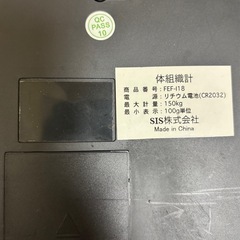 QC
PASS
10
体組織計
商品番号：FEF-I18
電源：リチウム電池(CR2032)
最大計量：150kg
最小表示：100g単位
SIS株式会社
Made in China